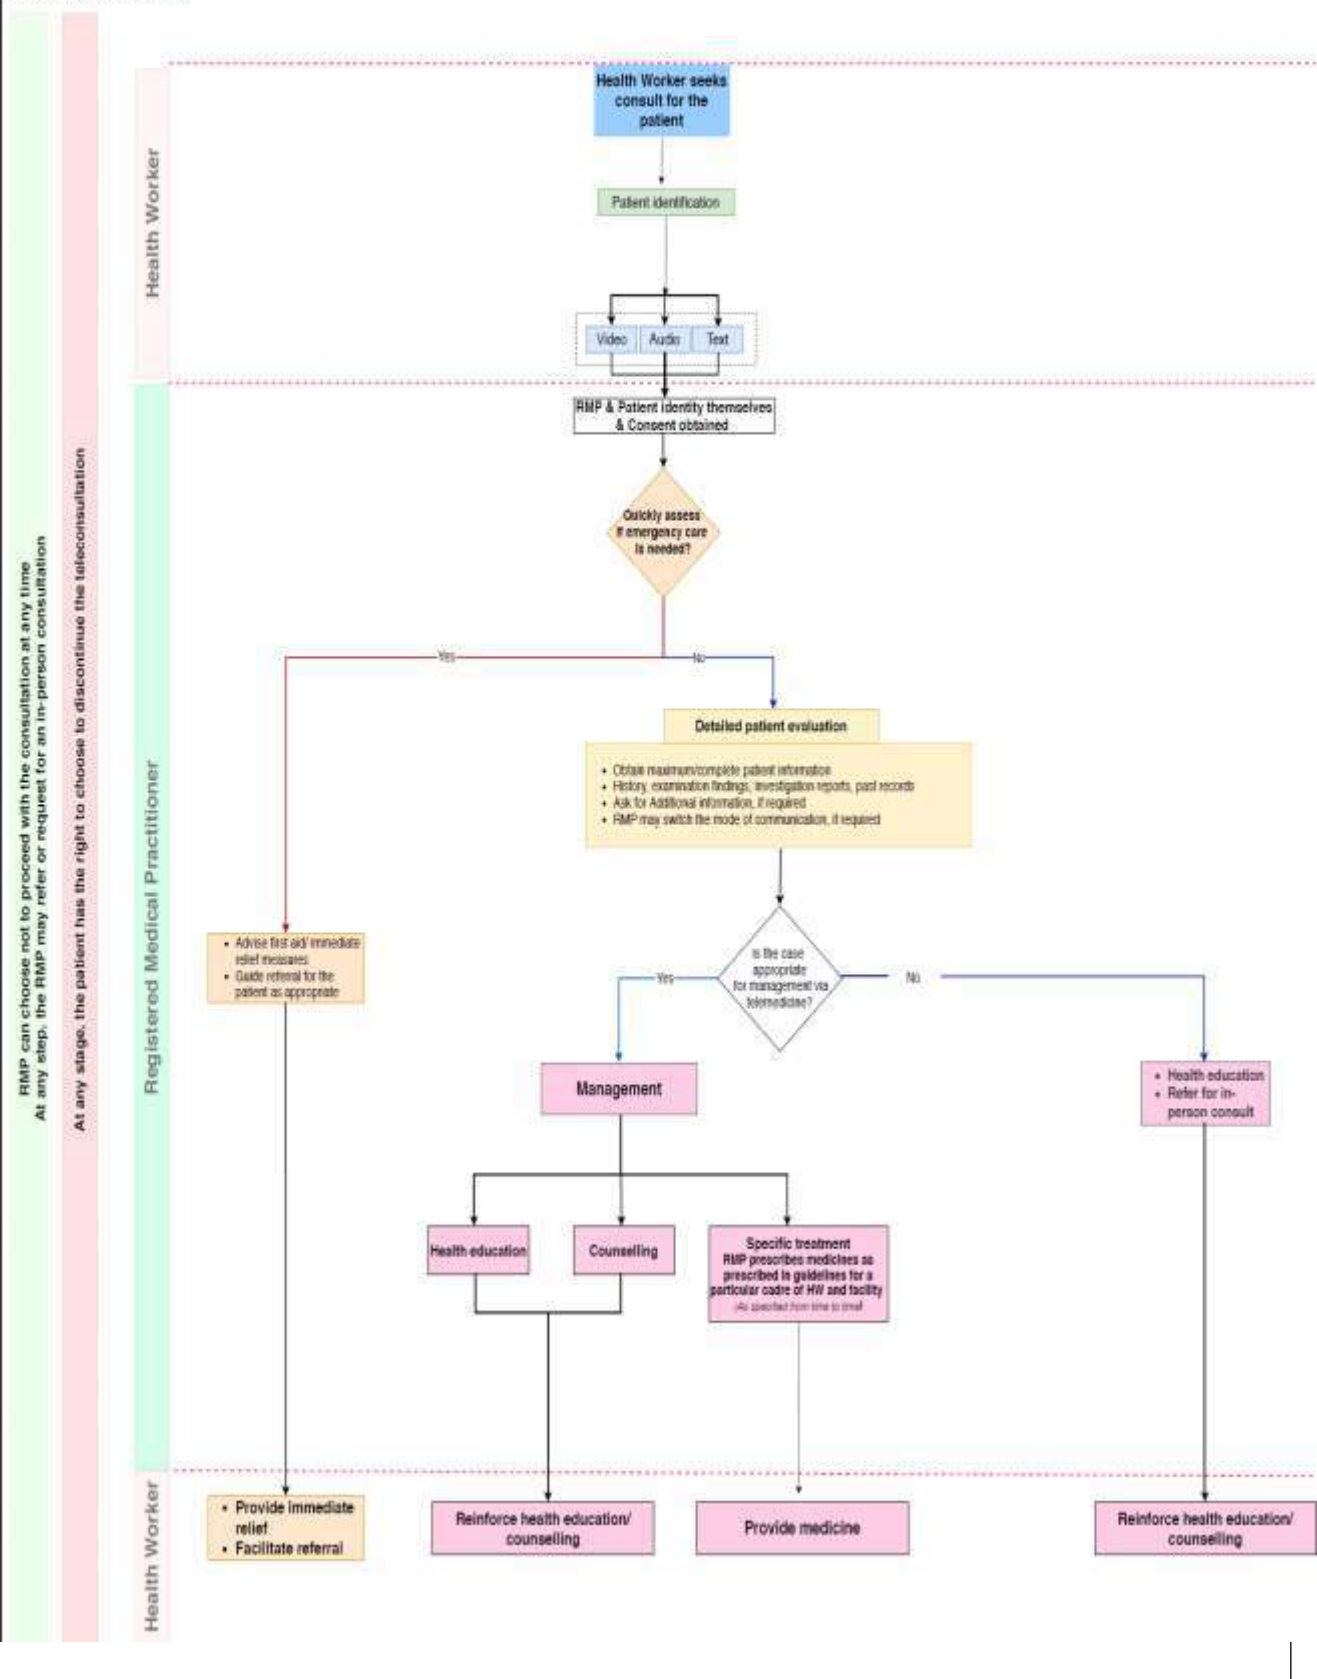 RMP can choose not to proceed with the consultation at any time
At any step, the RMP may refer or request for an in-person consultation
At any stage, the patient has the right to choose to discontinue the teleconsultation
Health Worker
Health Worker seeks
consult for the
patient
Patient identification
Video
Audio
Text
Registered Medical Practitioner
RMP & Patient identity themselves
& Consent obtained
Quickly assess
if emergency care
is needed?
Yes
No
Detailed patient evaluation
• Obtain maximum/complete patient information
• History, examination findings, investigation reports, past records
• Ask for Additional information, if required
• RMP may switch the mode of communication, if required
• Advise first aid/ immediate
relief measures
• Guide referral for the
patient as appropriate
Is the case
appropriate
for management via
telemedicine?
Yes
No
Management
• Health education
• Refer for in-
person consult
Health education
Counselling
Specific treatment
RMP prescribes medicines as
prescribed in guidelines for a
particular cadre of HW and facility
(As specified from time to time)
Health Worker
• Provide immediate
relief
• Facilitate referral
Reinforce health education/
counselling
Provide medicine
Reinforce health education/
counselling